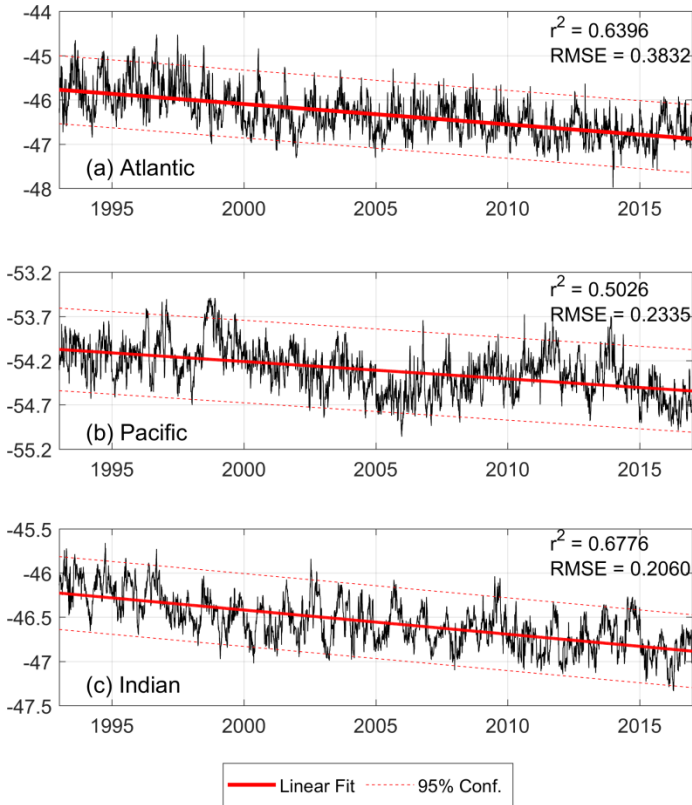 -44
-45
-46
-47
-48
r² = 0.6396
RMSE = 0.3832
(a) Atlantic
1995 2000 2005 2010 2015
-53.2
-53.7
-54.2
-54.7
-55.2
r² = 0.5026
RMSE = 0.2335
(b) Pacific
1995 2000 2005 2010 2015
-45.5
-46
-46.5
-47
-47.5
r² = 0.6776
RMSE = 0.2060
(c) Indian
1995 2000 2005 2010 2015
Linear Fit 95% Conf.